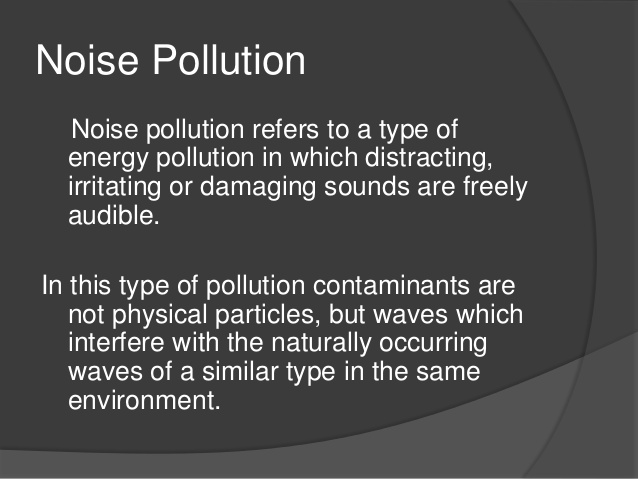 Noise Pollution
Noise pollution refers to a type of
energy pollution in which distracting,
irritating or damaging sounds are freely
audible.
In this type of pollution contaminants are
not physical particles, but waves which
interfere with the naturally occurring
waves of a similar type in the same
environment.